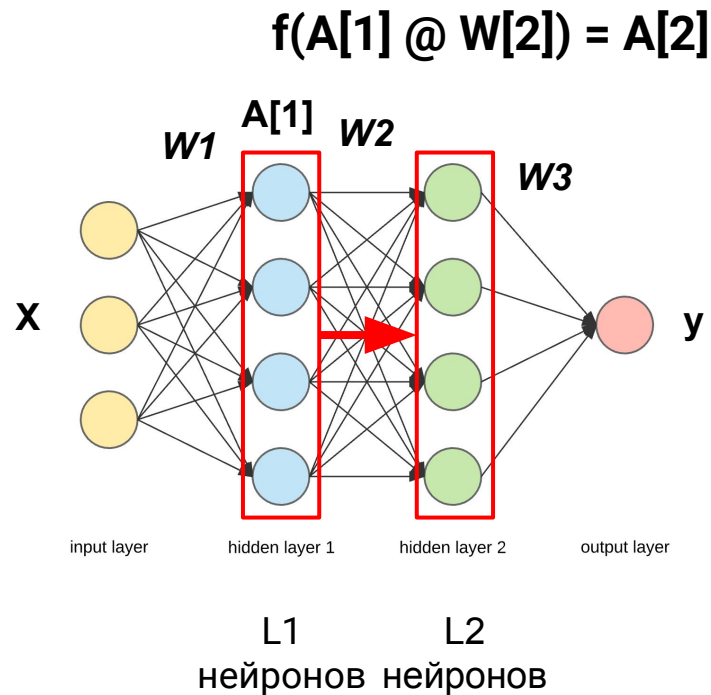 f(A[1] @ W[2]) = A[2]
W1 A[1] W2
W3
X y
input layer hidden layer 1 hidden layer 2 output layer
L1 L2
нейронов нейронов